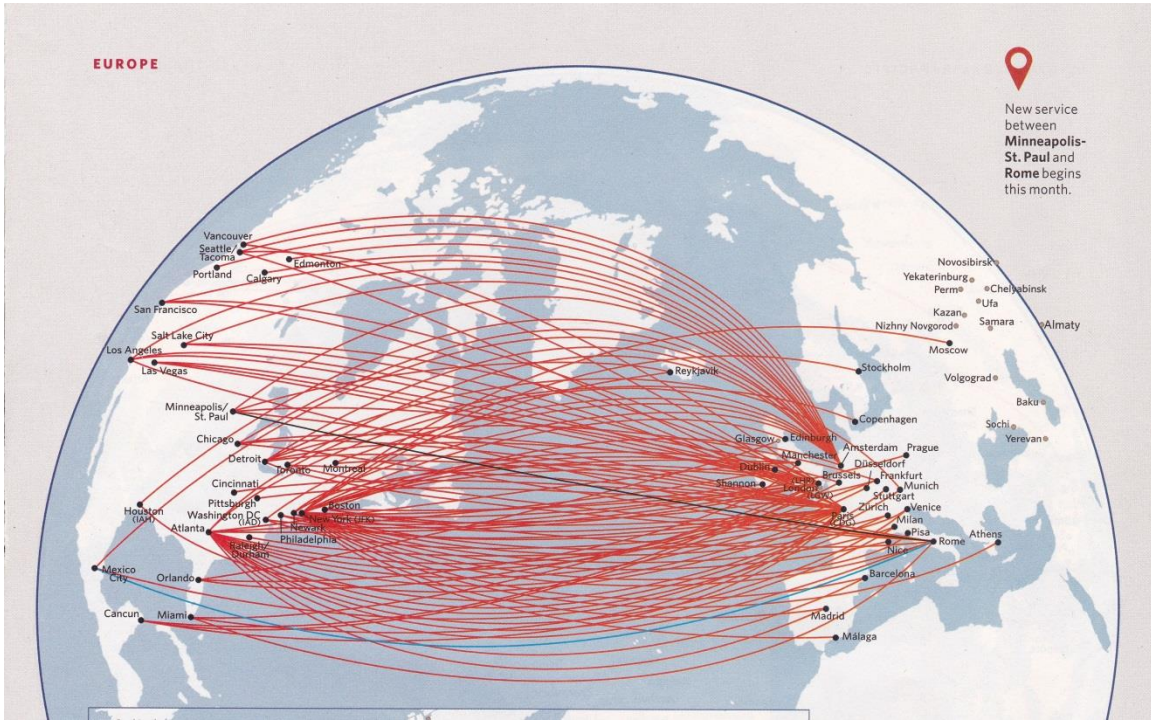 EUROPE
New service
between
Minneapolis-
St. Paul and
Rome begins
this month.
Vancouver
Seattle/
Tacoma
Portland
Edmonton
Calgary
San Francisco
Salt Lake City
Los Angeles
Las Vegas
Minneapolis/
St. Paul
Chicago
Detroit
Toronto
Montreal
Cincinnati
Pittsburgh
Washington DC
(IAD)
Boston
New York (JFK)
Newark
Philadelphia
Houston
(IAH)
Atlanta
Raleigh/
Durham
Mexico
City
Orlando
Cancun
Miami
Reykjavik
Novosibirsk
Yekaterinburg
Perm
Chelyabinsk
Ufa
Kazan
Samara
Almaty
Nizhny Novgorod
Moscow
Stockholm
Volgograd
Baku
Copenhagen
Sochi
Yerevan
Glasgow
Edinburgh
Manchester
Amsterdam
Prague
Dublin
Brussels
Düsseldorf
Frankfurt
Shannon
(LHR)
London
(LGW)
Munich
Stuttgart
Paris
(CDG)
Zürich
Venice
Milan
Pisa
Nice
Rome
Athens
Barcelona
Madrid
Málaga